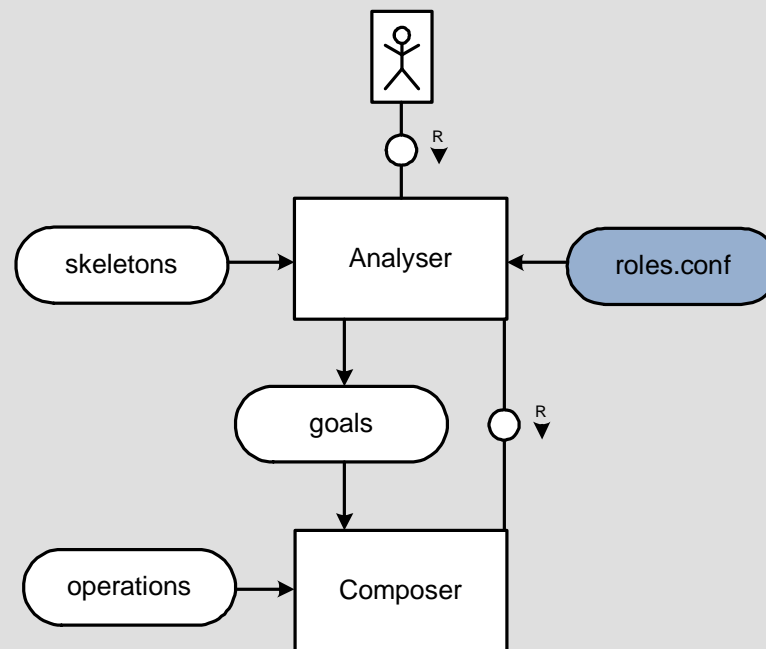 R
skeletons
Analyser
roles.conf
goals
R
operations
Composer